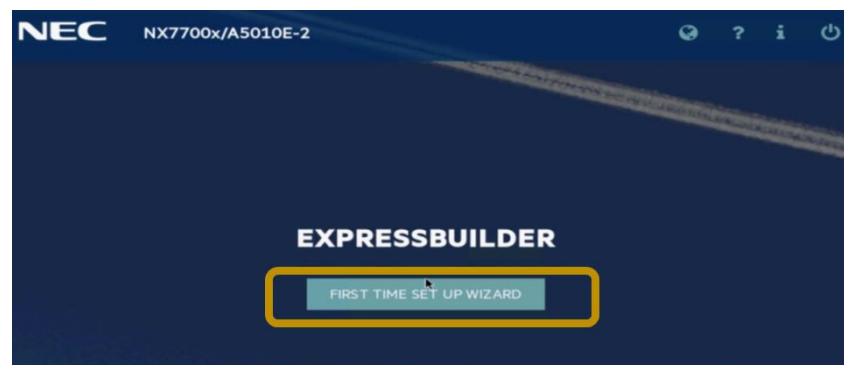 NEC NX7700x/A5010E-2 ? i
EXPRESSBUILDER
FIRST TIME SET UP WIZARD